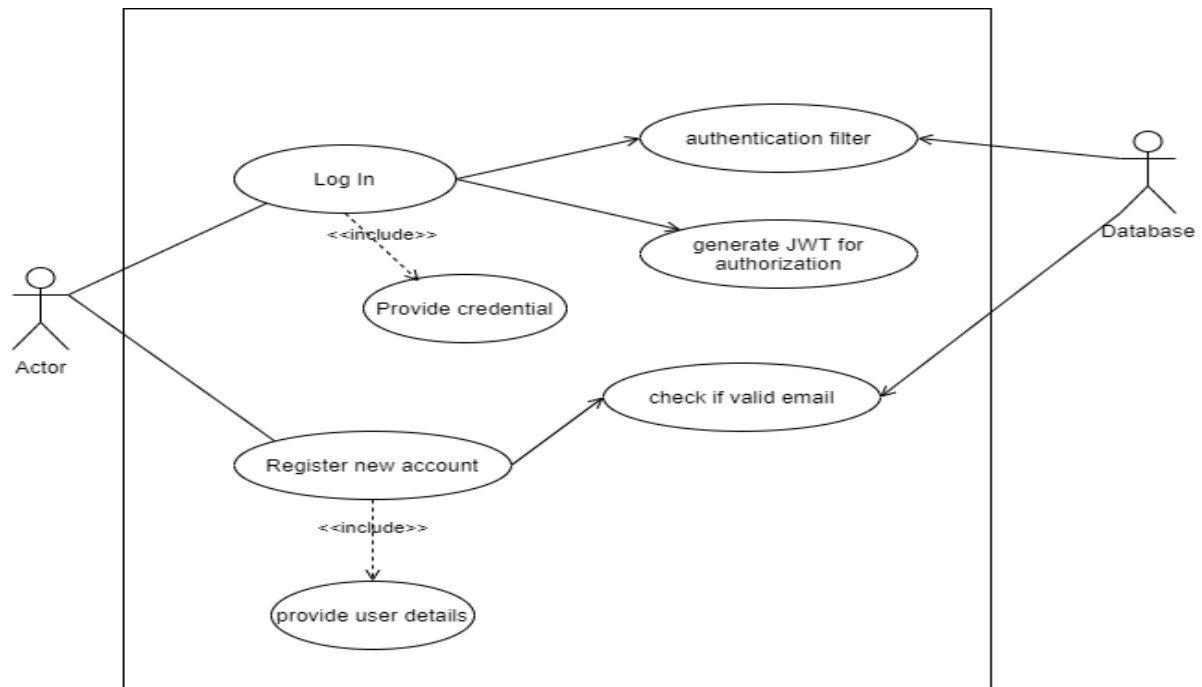 authentication filter
Log In
<<include>>
generate JWT for
authorization
Database
Provide credential
Actor
check if valid email
Register new account
<<include>>
provide user details